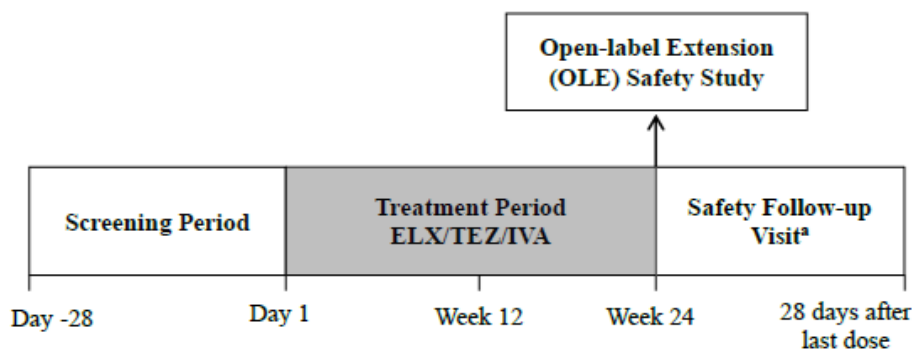 Open-label Extension
(OLE) Safety Study
Screening Period
Treatment Period
ELX/TEZ/IVA
Safety Follow-up
Visitᵃ
Day -28
Day 1
Week 12
Week 24
28 days after
last dose